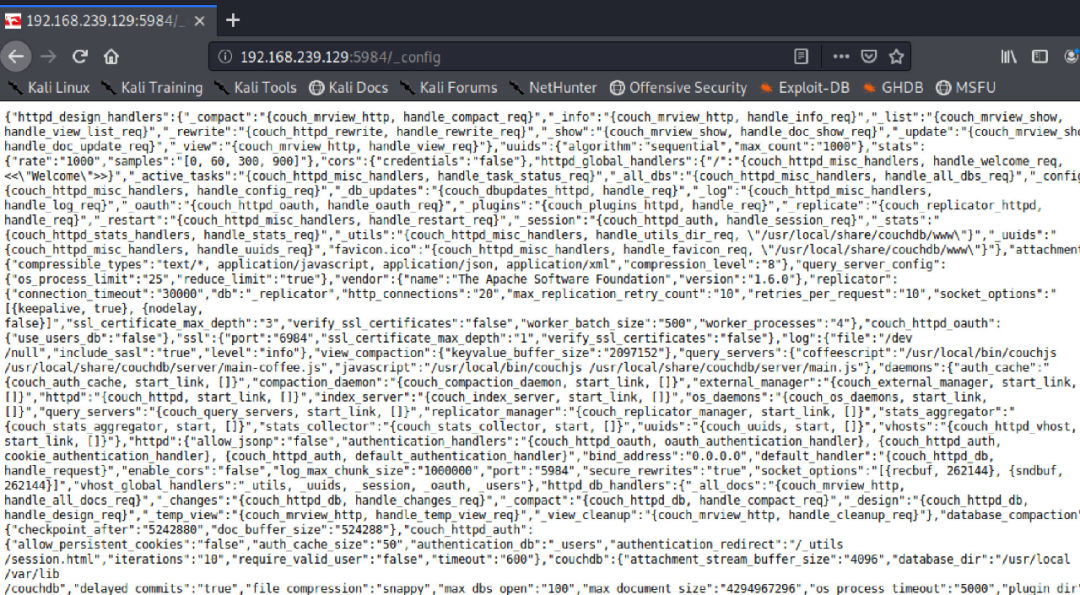 192.168.239.129:5984/_
192.168.239.129:5984/_config
Kali Linux Kali Training Kali Tools Kali Docs Kali Forums NetHunter Offensive Security Exploit-DB GHDB MSFU
{"httpd_design_handlers":{"_compact":"{couch_mrview_http, handle_compact_req}","_info":"{couch_mrview_http, handle_info_req}","_list":"{couch_mrview_show,
handle_view_list_req}","_rewrite":"{couch_httpd_rewrite, handle_rewrite_req}","_show":"{couch_mrview_show, handle_doc_show_req}","_update":"{couch_mrview_sho
handle_doc_update_req}","_view":"{couch_mrview_http, handle_view_req}"},"uuids":{"algorithm":"sequential","max_count":"1000"},"stats":
{"rate":"1000","samples":"[0, 60, 300, 900]"},"cors":{"credentials":"false"},"httpd_global_handlers":{"/":"{couch_httpd_misc_handlers, handle_welcome_req,
<<\"Welcome\">>}","_active_tasks":"{couch_httpd_misc_handlers, handle_task_status_req}","_all_dbs":"{couch_httpd_misc_handlers, handle_all_dbs_req}","_config
{couch_httpd_misc_handlers, handle_config_req}","_db_updates":"{couch_dbupdates_httpd, handle_req}","_log":"{couch_httpd_misc_handlers,
handle_log_req}","_oauth":"{couch_httpd_oauth, handle_oauth_req}","_plugins":"{couch_plugins_httpd, handle_req}","_replicate":"{couch_replicator_httpd,
handle_req}","_restart":"{couch_httpd_misc_handlers, handle_restart_req}","_session":"{couch_httpd_auth, handle_session_req}","_stats":"
{couch_httpd_stats_handlers, handle_stats_req}","_utils":"{couch_httpd_misc_handlers, handle_utils_dir_req, \"/usr/local/share/couchdb/www\"}","_uuids":"
{couch_httpd_misc_handlers, handle_uuids_req}","favicon.ico":"{couch_httpd_misc_handlers, handle_favicon_req, \"/usr/local/share/couchdb/www\"}"},"attachment
{"compressible_types":"text/*, application/javascript, application/json, application/xml","compression_level":"8"},"query_server_config":
{"os_process_limit":"25","reduce_limit":"true"},"vendor":{"name":"The Apache Software Foundation","version":"1.6.0"},"replicator":
{"connection_timeout":"30000","db":"_replicator","http_connections":"20","max_replication_retry_count":"10","retries_per_request":"10","socket_options":"
[{keepalive, true}, {nodelay,
false}]","ssl_certificate_max_depth":"3","verify_ssl_certificates":"false","worker_batch_size":"500","worker_processes":"4"},"couch_httpd_oauth":
{"use_users_db":"false"},"ssl":{"port":"6984","ssl_certificate_max_depth":"1","verify_ssl_certificates":"false"},"log":{"file":"/dev
/null","include_sasl":"true","level":"info"},"view_compaction":{"keyvalue_buffer_size":"2097152"},"query_servers":{"coffeescript":"/usr/local/bin/couchjs
/usr/local/share/couchdb/server/main-coffee.js","javascript":"/usr/local/bin/couchjs /usr/local/share/couchdb/server/main.js"},"daemons":{"auth_cache":"
{couch_auth_cache, start_link, []}","compaction_daemon":"{couch_compaction_daemon, start_link, []}","external_manager":"{couch_external_manager, start_link,
[]}","httpd":"{couch_httpd, start_link, []}","index_server":"{couch_index_server, start_link, []}","os_daemons":"{couch_os_daemons, start_link,
[]}","query_servers":"{couch_query_servers, start_link, []}","replicator_manager":"{couch_replicator_manager, start_link, []}","stats_aggregator":"
{couch_stats_aggregator, start, []}","stats_collector":"{couch_stats_collector, start, []}","uuids":"{couch_uuids, start, []}","vhosts":"{couch_httpd_vhost,
start_link, []}"},"httpd":{"allow_jsonp":"false","authentication_handlers":"{couch_httpd_oauth, oauth_authentication_handler}, {couch_httpd_auth,
cookie_authentication_handler}, {couch_httpd_auth, default_authentication_handler}","bind_address":"0.0.0.0","default_handler":"{couch_httpd_db,
handle_request}","enable_cors":"false","log_max_chunk_size":"1000000","port":"5984","secure_rewrites":"true","socket_options":"[{recbuf, 262144}, {sndbuf,
262144}]","vhost_global_handlers":"_utils, _uuids, _session, _oauth, _users"},"httpd_db_handlers":{"_all_docs":"{couch_mrview_http,
handle_all_docs_req}","_changes":"{couch_httpd_db, handle_changes_req}","_compact":"{couch_httpd_db, handle_compact_req}","_design":"{couch_httpd_db,
handle_design_req}","_temp_view":"{couch_mrview_http, handle_temp_view_req}","_view_cleanup":"{couch_mrview_http, handle_cleanup_req}"},"database_compaction"
{"checkpoint_after":"5242880","doc_buffer_size":"524288"},"couch_httpd_auth":
{"allow_persistent_cookies":"false","auth_cache_size":"50","authentication_db":"_users","authentication_redirect":"/_utils
/session.html","iterations":"10","require_valid_user":"false","timeout":"600"},"couchdb":{"attachment_stream_buffer_size":"4096","database_dir":"/usr/local
/var/lib
/couchdb","delayed_commits":"true","file_compression":"snappy","max_dbs_open":"100","max_document_size":"4294967296","os_process_timeout":"5000","plugin_dir"